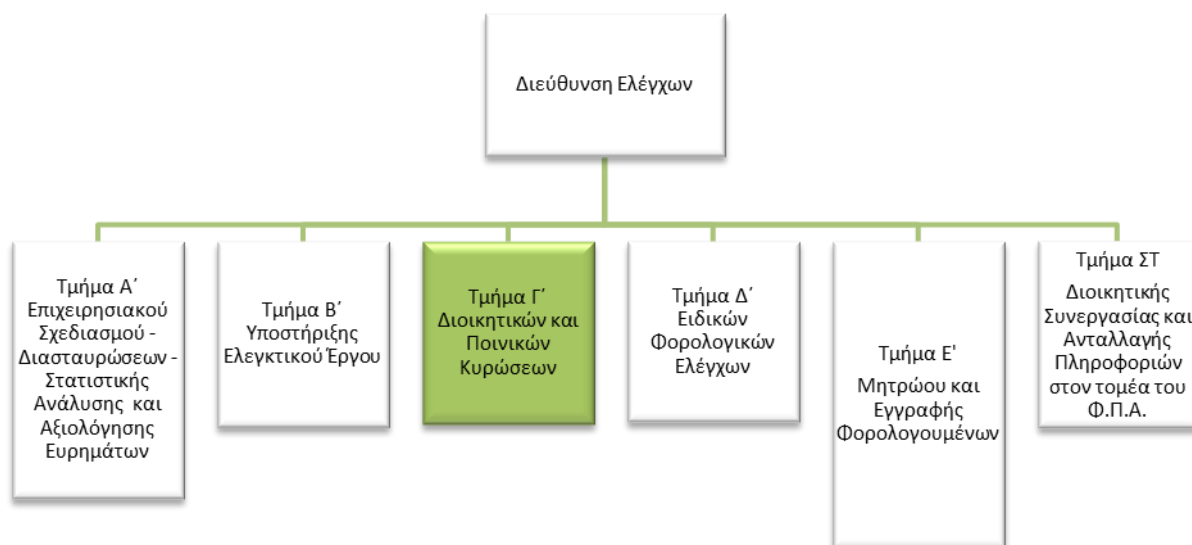 Διεύθυνση Ελέγχων
Τμήμα Α΄
Επιχειρησιακού
Σχεδιασμού -
Διασταυρώσεων -
Στατιστικής
Ανάλυσης και
Αξιολόγησης
Ευρημάτων
Τμήμα Β΄
Υποστήριξης
Ελεγκτικού Έργου
Τμήμα Γ΄
Διοικητικών και
Ποινικών
Κυρώσεων
Τμήμα Δ΄
Ειδικών
Φορολογικών
Ελέγχων
Τμήμα Ε'
Μητρώου και
Εγγραφής
Φορολογουμένων
Τμήμα ΣΤ
Διοικητικής
Συνεργασίας και
Ανταλλαγής
Πληροφοριών
στον τομέα του
Φ.Π.Α.